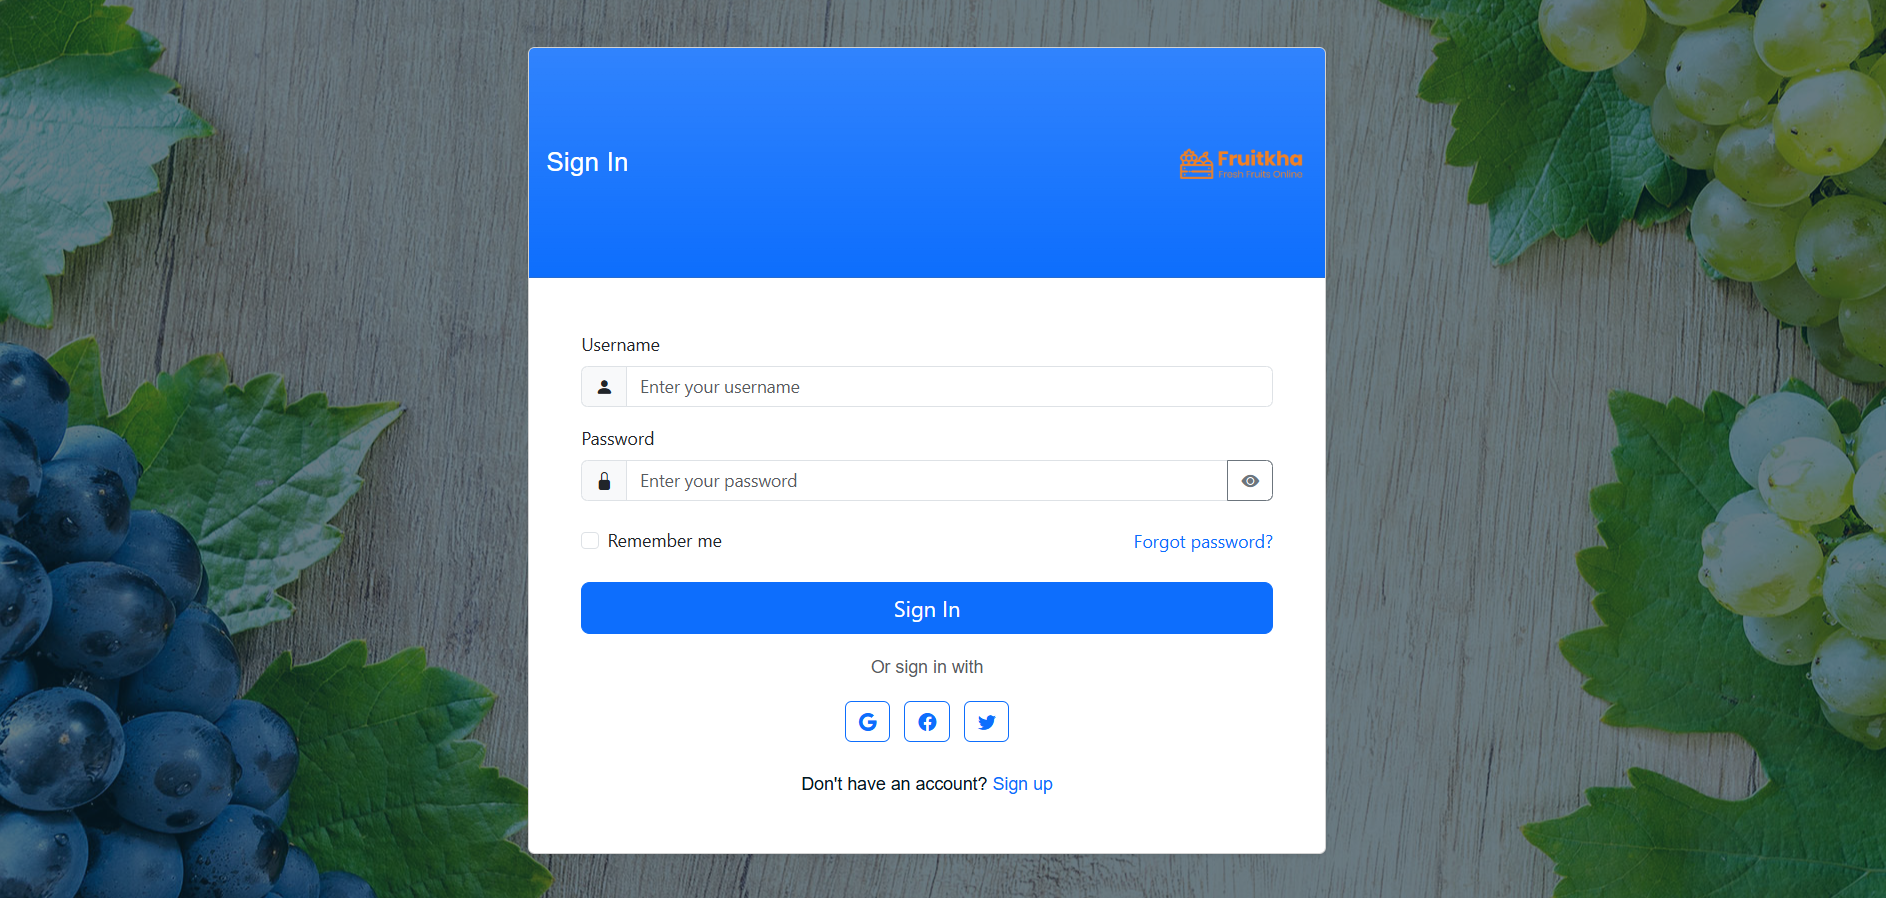 Sign In
Fruitkha
Fresh Fruits Online
Username
Enter your username
Password
Enter your password
Remember me
Forgot password?
Sign In
Or sign in with
Don't have an account? Sign up